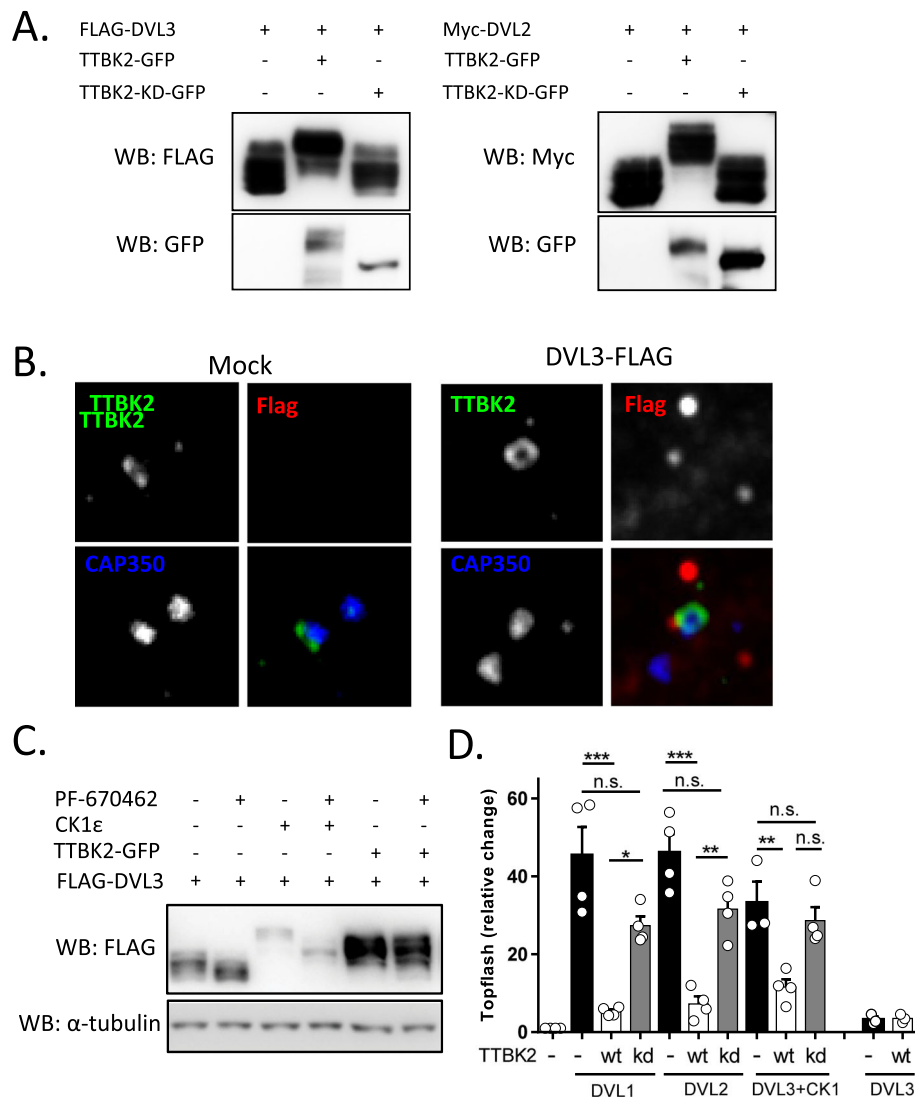 A.
FLAG-DVL3 + + +
TTBK2-GFP - + -
TTBK2-KD-GFP - - +
WB: FLAG
WB: GFP
Myc-DVL2 + + +
TTBK2-GFP - + -
TTBK2-KD-GFP - - +
WB: Myc
WB: GFP
B.
Mock
DVL3-FLAG
TTBK2
TTBK2
Flag
TTBK2
Flag
CAP350
CAP350
C.
PF-670462 - + - + - +
CK1ε - - + + - -
TTBK2-GFP - - - - + +
FLAG-DVL3 + + + + + +
WB: FLAG
WB: α-tubulin
D.
Topflash (relative change)
60
40
20
0
***
n.s.
*
***
n.s.
**
n.s.
**
n.s.
TTBK2 - - wt kd - wt kd - wt kd - wt
DVL1 DVL2 DVL3+CK1 DVL3